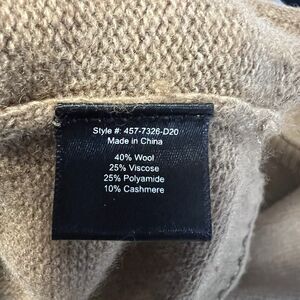 Style #: 457-7326-D20
Made in China
40% Wool
25% Viscose
25% Polyamide
10% Cashmere